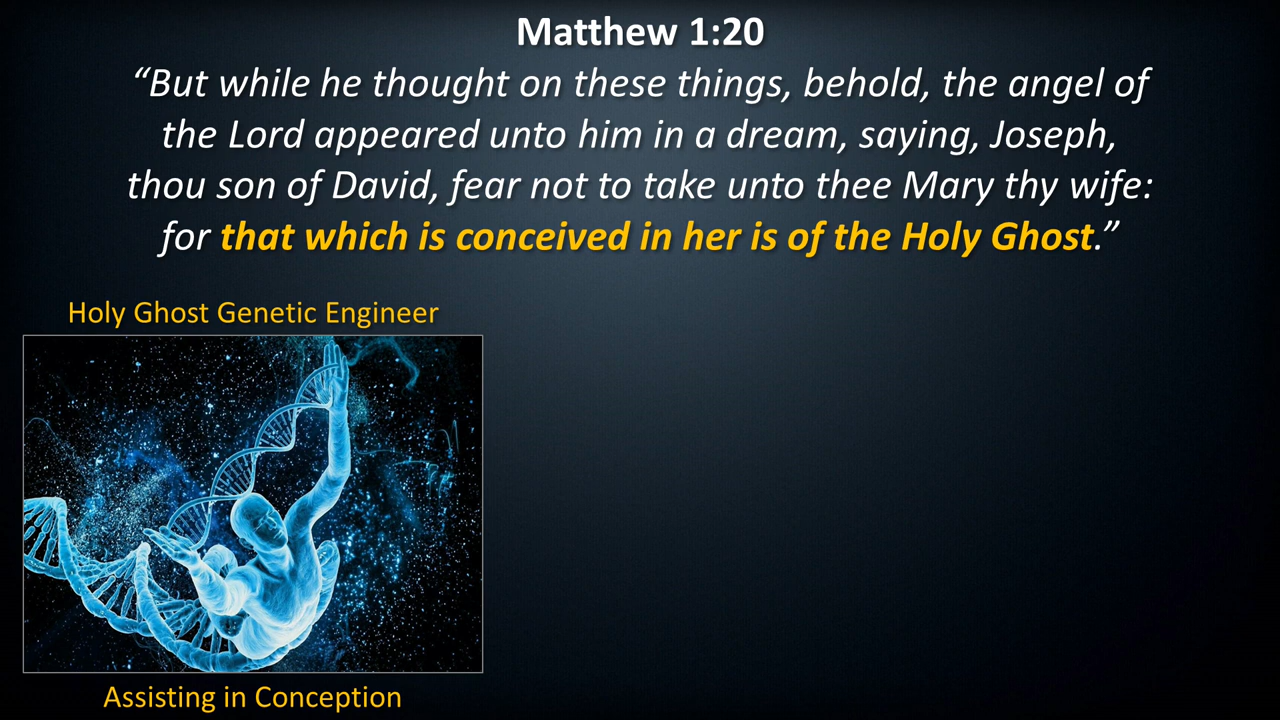 Matthew 1:20
“But while he thought on these things, behold, the angel of
the Lord appeared unto him in a dream, saying, Joseph,
thou son of David, fear not to take unto thee Mary thy wife:
for that which is conceived in her is of the Holy Ghost.”
Holy Ghost Genetic Engineer
Assisting in Conception